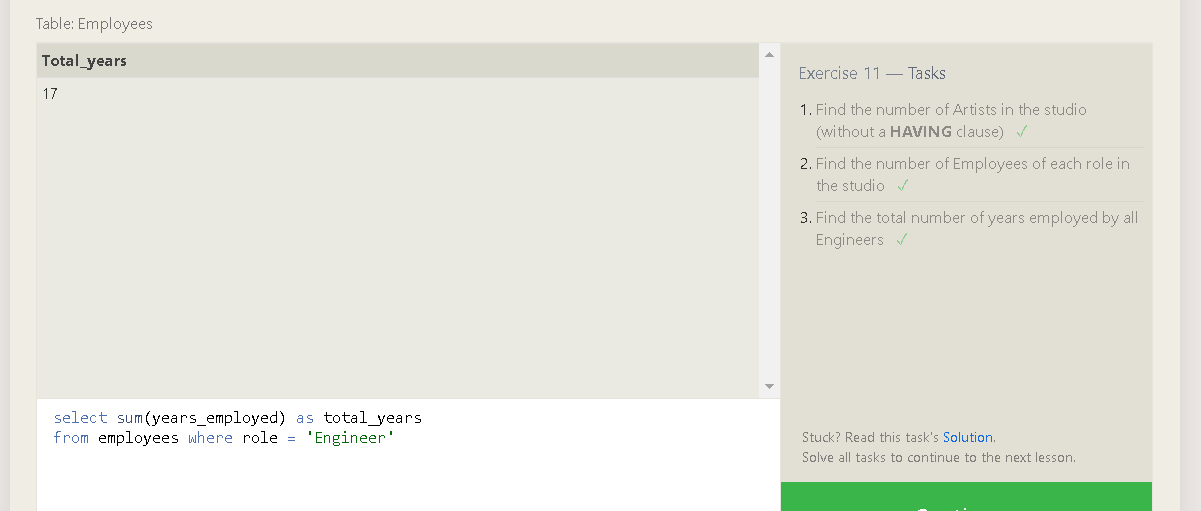 Table: Employees
Total_years
17
Exercise 11 — Tasks
1. Find the number of Artists in the studio
(without a HAVING clause) ✓
2. Find the number of Employees of each role in
the studio ✓
3. Find the total number of years employed by all
Engineers ✓
Stuck? Read this task's Solution.
Solve all tasks to continue to the next lesson.
select sum(years_employed) as total_years
from employees where role = 'Engineer'